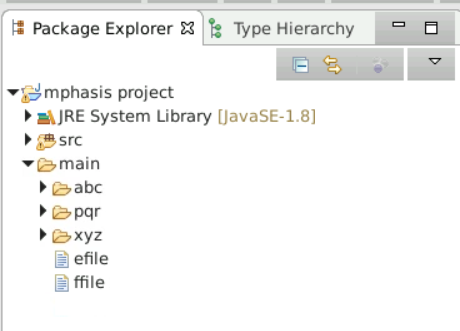 Package Explorer Type Hierarchy
mphasis project
JRE System Library [JavaSE-1.8]
src
main
abc
pqr
xyz
efile
ffile